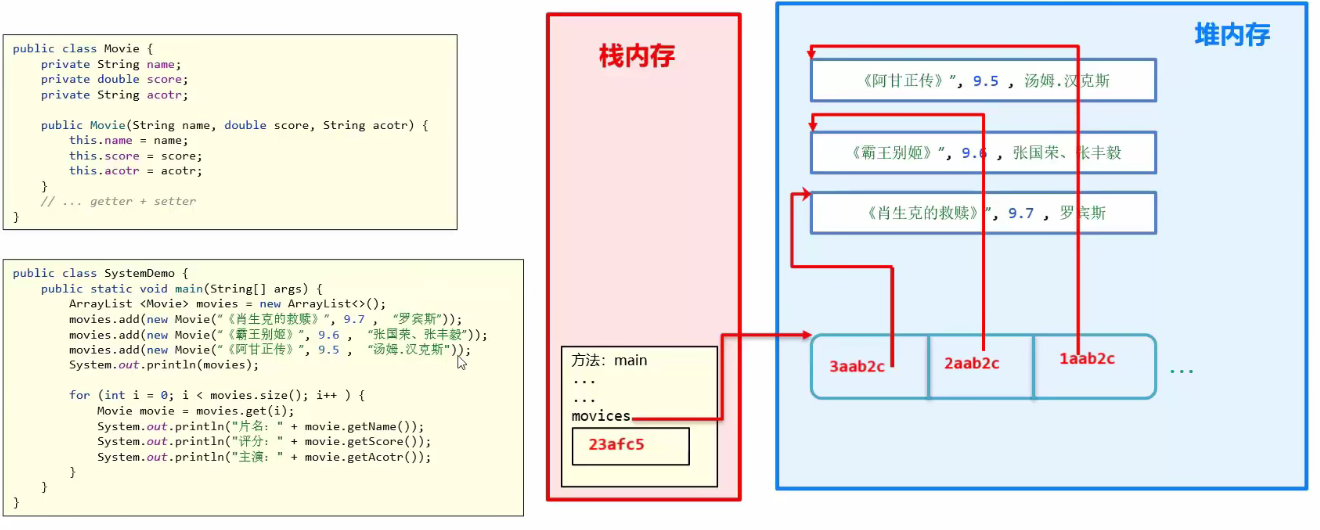 public class Movie {
private String name;
private double score;
private String acotr;
public Movie(String name, double score, String acotr) {
this.name = name;
this.score = score;
this.acotr = acotr;
}
// ... getter + setter
}
public class SystemDemo {
public static void main(String[] args) {
ArrayList <Movie> movies = new ArrayList<>();
movies.add(new Movie("《肖生克的救赎》", 9.7 , "罗宾斯"));
movies.add(new Movie("《霸王别姬》", 9.6 , "张国荣、张丰毅"));
movies.add(new Movie("《阿甘正传》", 9.5 , "汤姆.汉克斯"));
System.out.println(movies);
for (int i = 0; i < movies.size(); i++ ) {
Movie movie = movies.get(i);
System.out.println("片名: " + movie.getName());
System.out.println("评分: " + movie.getScore());
System.out.println("主演: " + movie.getAcotr());
}
}
}
栈内存
方法: main
...
...
movices
23afc5
堆内存
《阿甘正传》", 9.5 , 汤姆.汉克斯
《霸王别姬》", 9.6 , 张国荣、张丰毅
《肖生克的救赎》", 9.7 , 罗宾斯
3aab2c
2aab2c
1aab2c
...